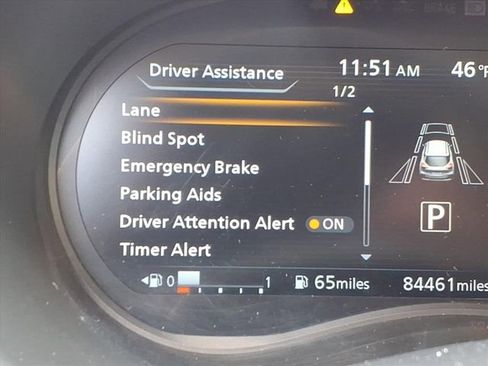 BRAKE
Driver Assistance 11:51 AM 46°F
1/2
Lane
Blind Spot
Emergency Brake
Parking Aids
Driver Attention Alert ON
P
Timer Alert
0 1 65miles 84461miles